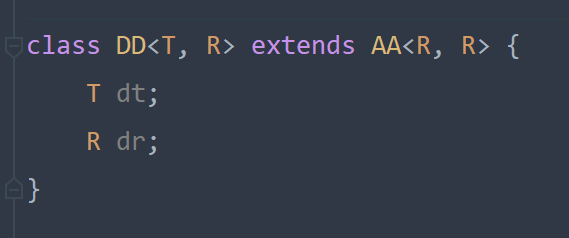 class DD<T, R> extends AA<R, R> {
    T dt;
    R dr;
}